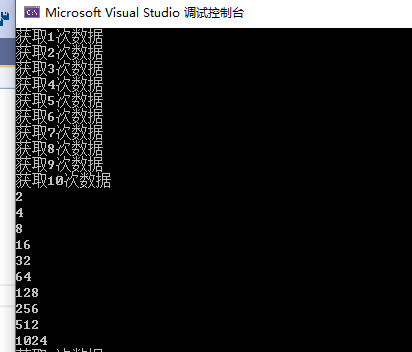 Microsoft Visual Studio 调试控制台
获取1次数据
获取2次数据
获取3次数据
获取4次数据
获取5次数据
获取6次数据
获取7次数据
获取8次数据
获取9次数据
获取10次数据
2
4
8
16
32
64
128
256
512
1024